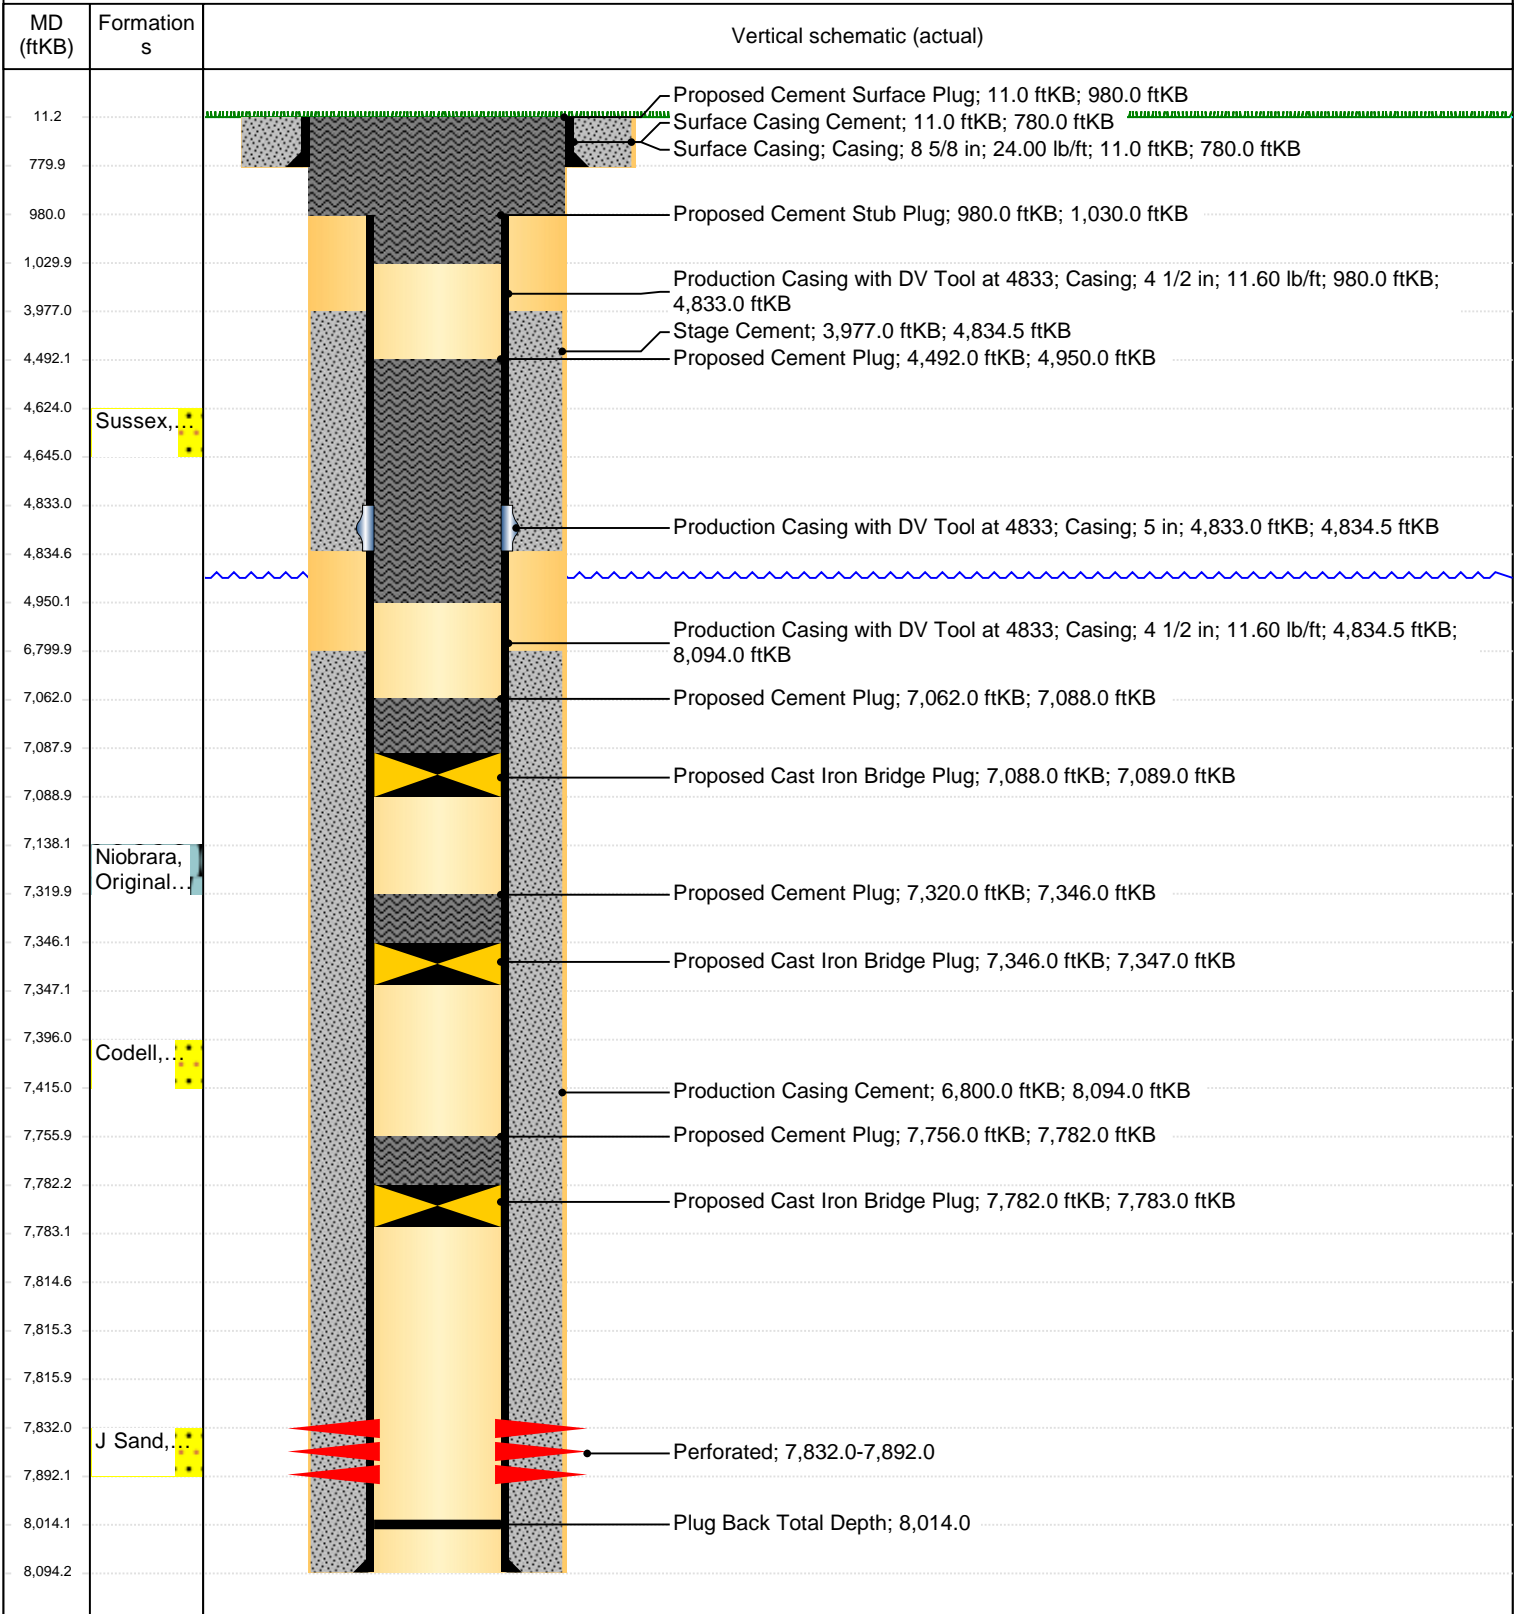 MD
(ftKB)
Formation
s
Vertical schematic (actual)
11.2
Proposed Cement Surface Plug; 11.0 ftKB; 980.0 ftKB
Surface Casing Cement; 11.0 ftKB; 780.0 ftKB
Surface Casing; Casing; 8 5/8 in; 24.00 lb/ft; 11.0 ftKB; 780.0 ftKB
779.9
980.0
Proposed Cement Stub Plug; 980.0 ftKB; 1,030.0 ftKB
1,029.9
Production Casing with DV Tool at 4833; Casing; 4 1/2 in; 11.60 lb/ft; 980.0 ftKB;
4,833.0 ftKB
3,977.0
Stage Cement; 3,977.0 ftKB; 4,834.5 ftKB
4,492.1
Proposed Cement Plug; 4,492.0 ftKB; 4,950.0 ftKB
4,624.0
Sussex,...
4,645.0
4,833.0
Production Casing with DV Tool at 4833; Casing; 5 in; 4,833.0 ftKB; 4,834.5 ftKB
4,834.6
4,950.1
Production Casing with DV Tool at 4833; Casing; 4 1/2 in; 11.60 lb/ft; 4,834.5 ftKB;
8,094.0 ftKB
6,799.9
7,062.0
Proposed Cement Plug; 7,062.0 ftKB; 7,088.0 ftKB
7,087.9
Proposed Cast Iron Bridge Plug; 7,088.0 ftKB; 7,089.0 ftKB
7,088.9
7,138.1
Niobrara,
Original...
7,319.9
Proposed Cement Plug; 7,320.0 ftKB; 7,346.0 ftKB
7,346.1
Proposed Cast Iron Bridge Plug; 7,346.0 ftKB; 7,347.0 ftKB
7,347.1
7,396.0
Codell,...
7,415.0
Production Casing Cement; 6,800.0 ftKB; 8,094.0 ftKB
7,755.9
Proposed Cement Plug; 7,756.0 ftKB; 7,782.0 ftKB
7,782.2
Proposed Cast Iron Bridge Plug; 7,782.0 ftKB; 7,783.0 ftKB
7,783.1
7,814.6
7,815.3
7,815.9
7,832.0
J Sand,...
Perforated; 7,832.0-7,892.0
7,892.1
8,014.1
Plug Back Total Depth; 8,014.0
8,094.2